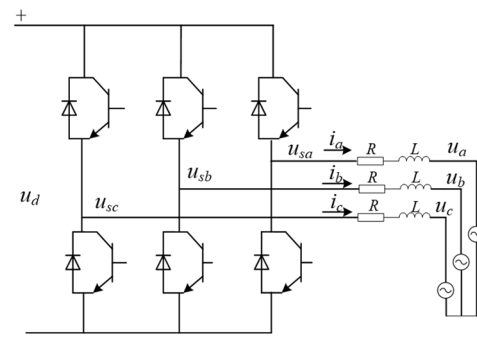 +
i_a R L u_a
u_sa
i_b R L u_b
u_sb
u_d
u_sc i_c R L u_c